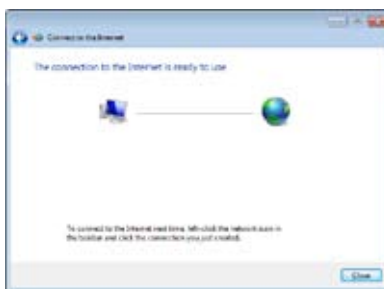 Connect to the Internet
The connection to the Internet is ready to use
To connect to the Internet next time, left-click the network icon in
the taskbar and click the connection you just created.
Close